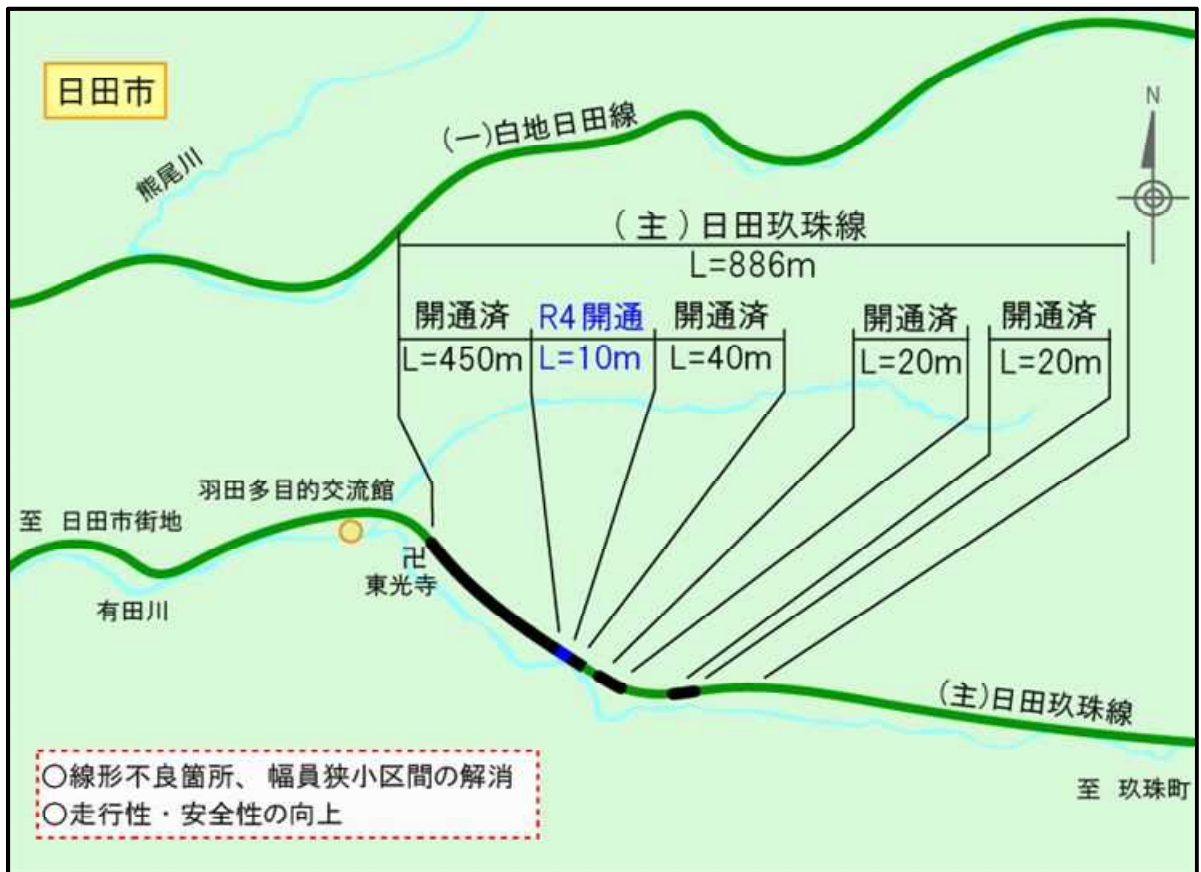 日田市
N
(一)白地日田線
熊尾川
(主)日田玖珠線
L=886m
開通済
R4開通
開通済
開通済
開通済
L=450m
L=10m
L=40m
L=20m
L=20m
羽田多目的交流館
至 日田市街地
卍
東光寺
有田川
(主)日田玖珠線
至 玖珠町
〇線形不良箇所、幅員狭小区間の解消
〇走行性・安全性の向上